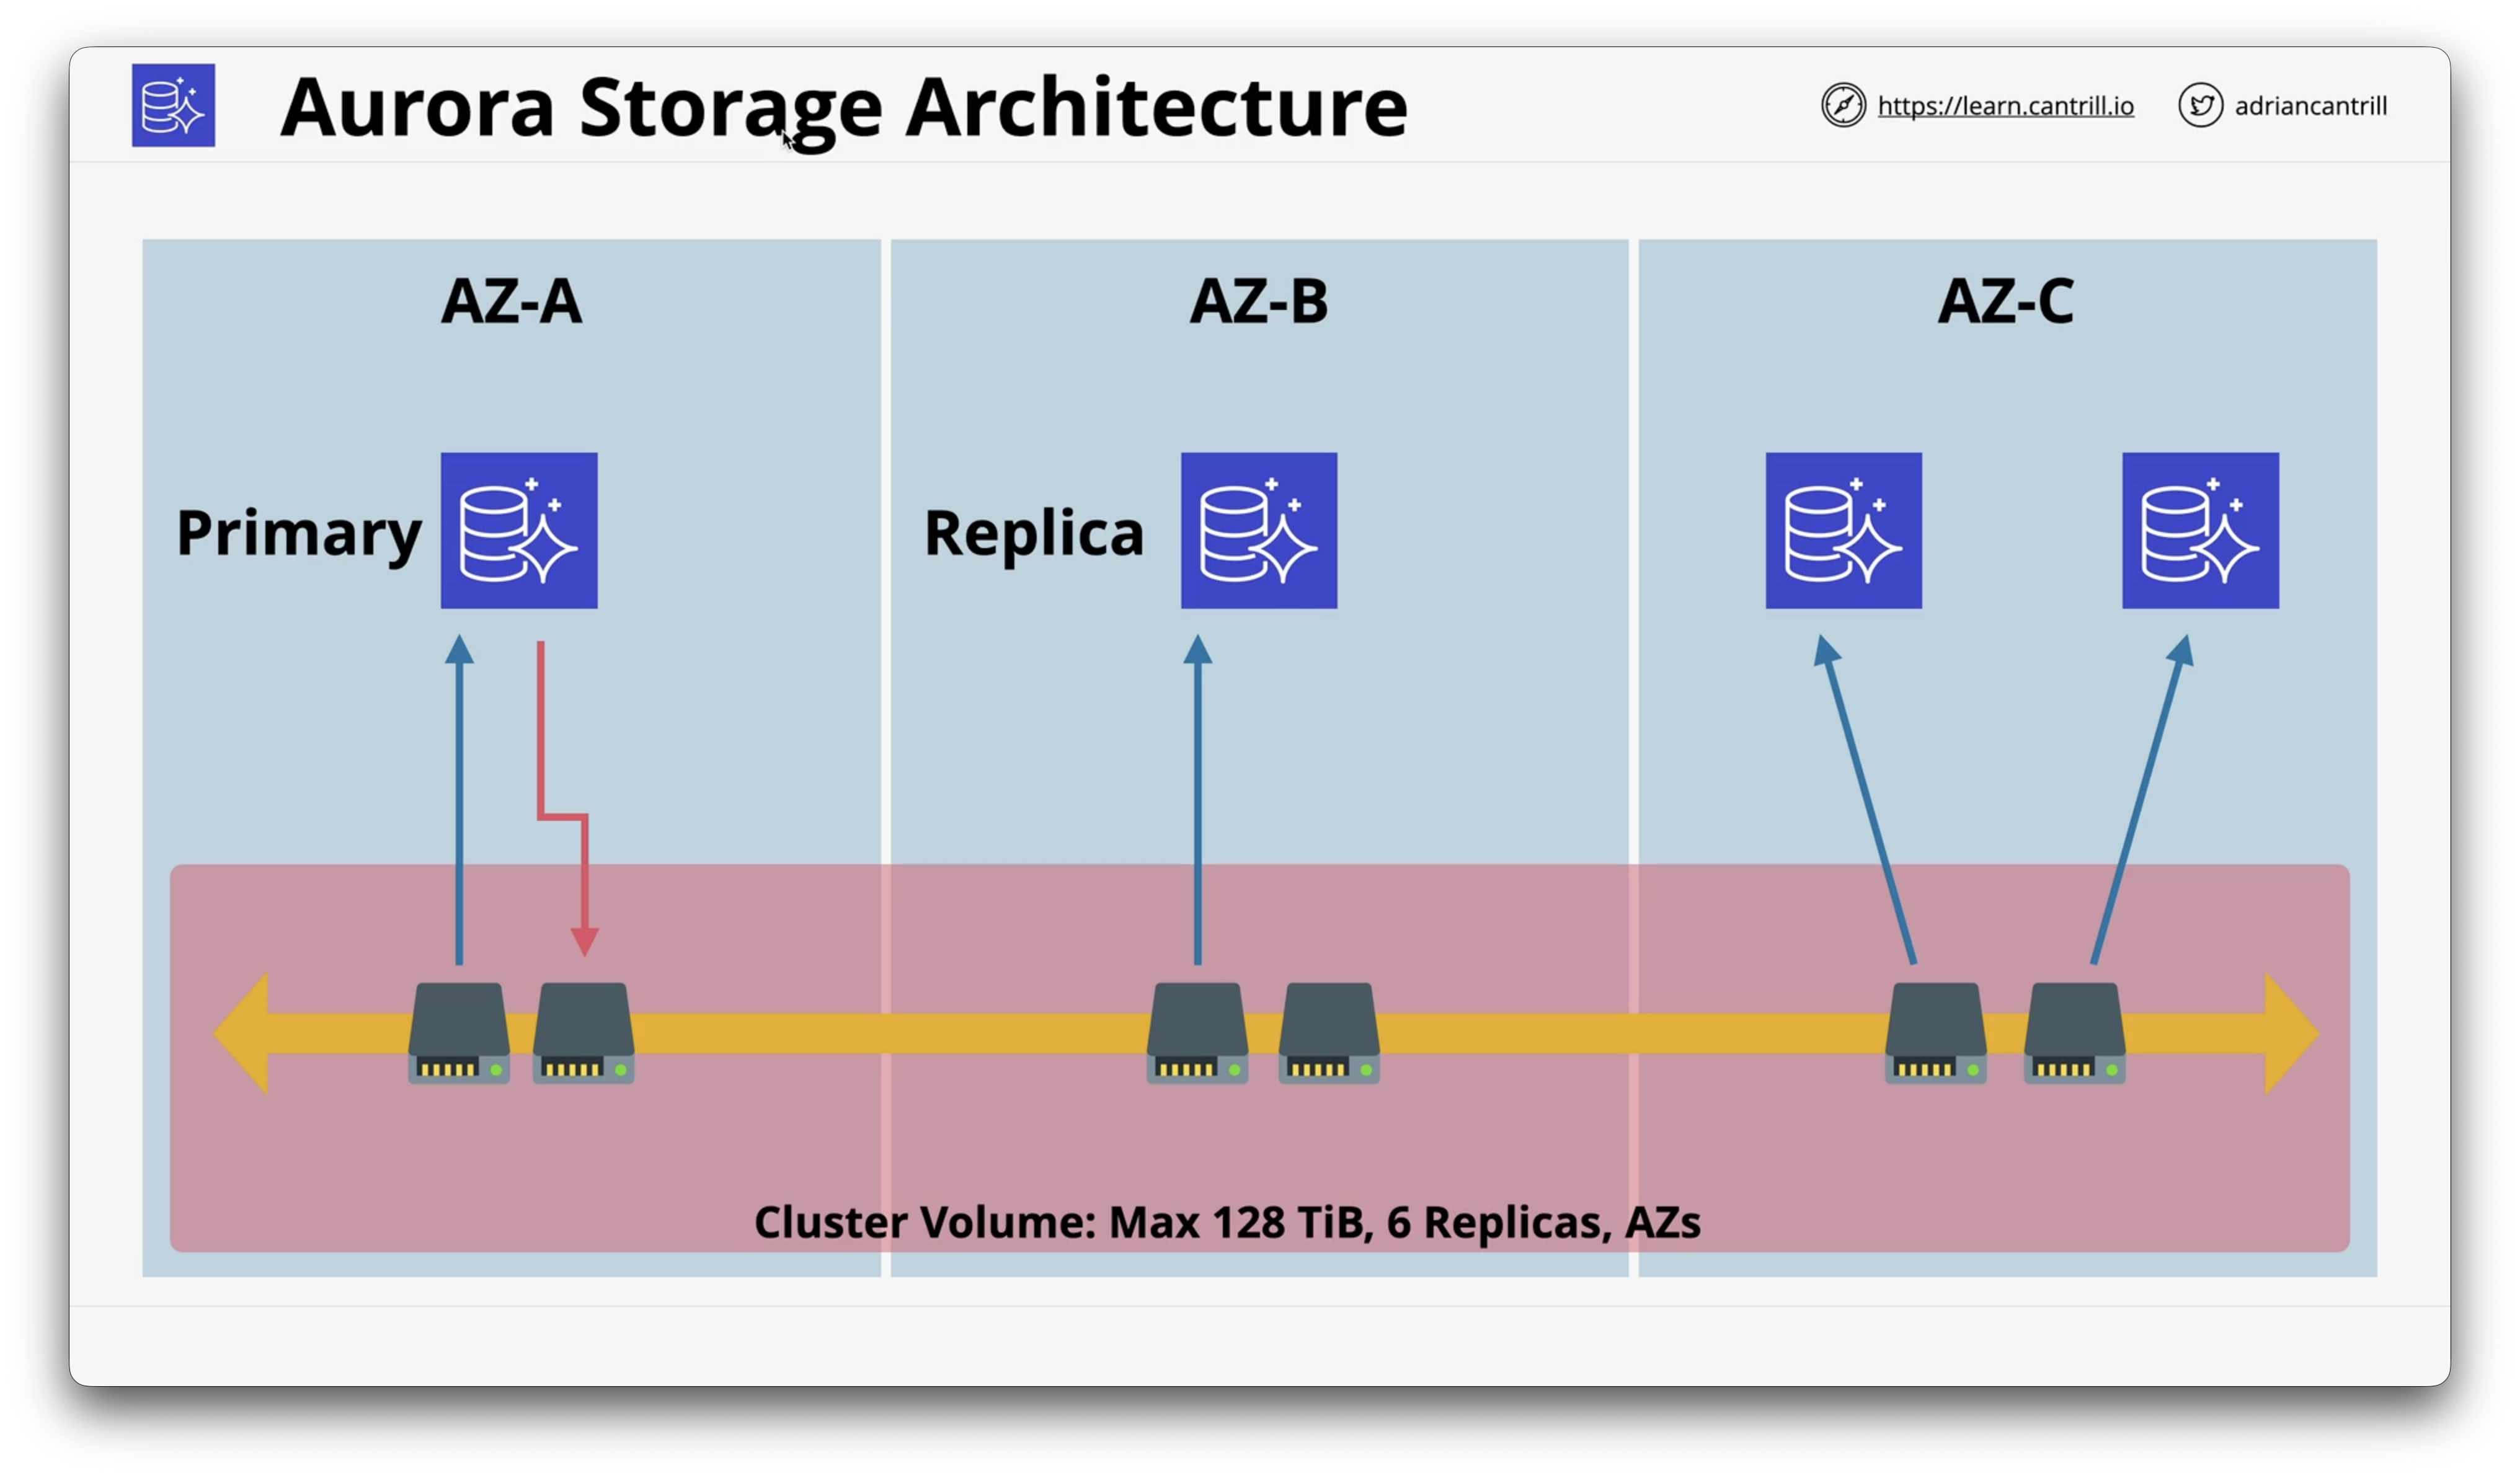 Aurora Storage Architecture
https://learn.cantrill.io
adriancantrill
AZ-A
AZ-B
AZ-C
Primary
Replica
Cluster Volume: Max 128 TiB, 6 Replicas, AZs